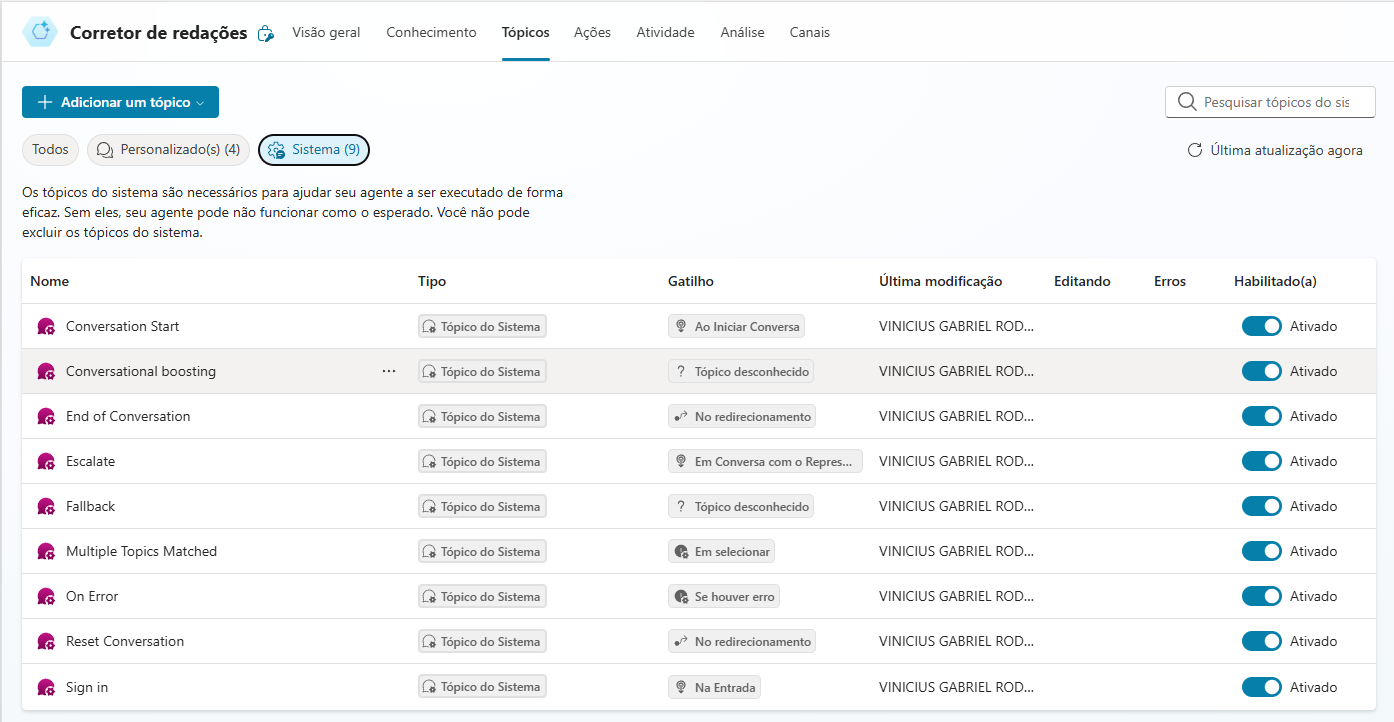 Corretor de redações Visão geral Conhecimento Tópicos Ações Atividade Análise Canais
Adicionar um tópico
Pesquisar tópicos do sis
Todos Personalizado(s) (4) Sistema (9)
Última atualização agora
Os tópicos do sistema são necessários para ajudar seu agente a ser executado de forma
eficaz. Sem eles, seu agente pode não funcionar como o esperado. Você não pode
excluir os tópicos do sistema.
Nome Tipo Gatilho Última modificação Editando Erros Habilitado(a)
Conversation Start Tópico do Sistema Ao Iniciar Conversa VINICIUS GABRIEL ROD... Ativado
Conversational boosting ... Tópico do Sistema ? Tópico desconhecido VINICIUS GABRIEL ROD... Ativado
End of Conversation Tópico do Sistema No redirecionamento VINICIUS GABRIEL ROD... Ativado
Escalate Tópico do Sistema Em Conversa com o Repres... VINICIUS GABRIEL ROD... Ativado
Fallback Tópico do Sistema ? Tópico desconhecido VINICIUS GABRIEL ROD... Ativado
Multiple Topics Matched Tópico do Sistema Em selecionar VINICIUS GABRIEL ROD... Ativado
On Error Tópico do Sistema Se houver erro VINICIUS GABRIEL ROD... Ativado
Reset Conversation Tópico do Sistema No redirecionamento VINICIUS GABRIEL ROD... Ativado
Sign in Tópico do Sistema Na Entrada VINICIUS GABRIEL ROD... Ativado